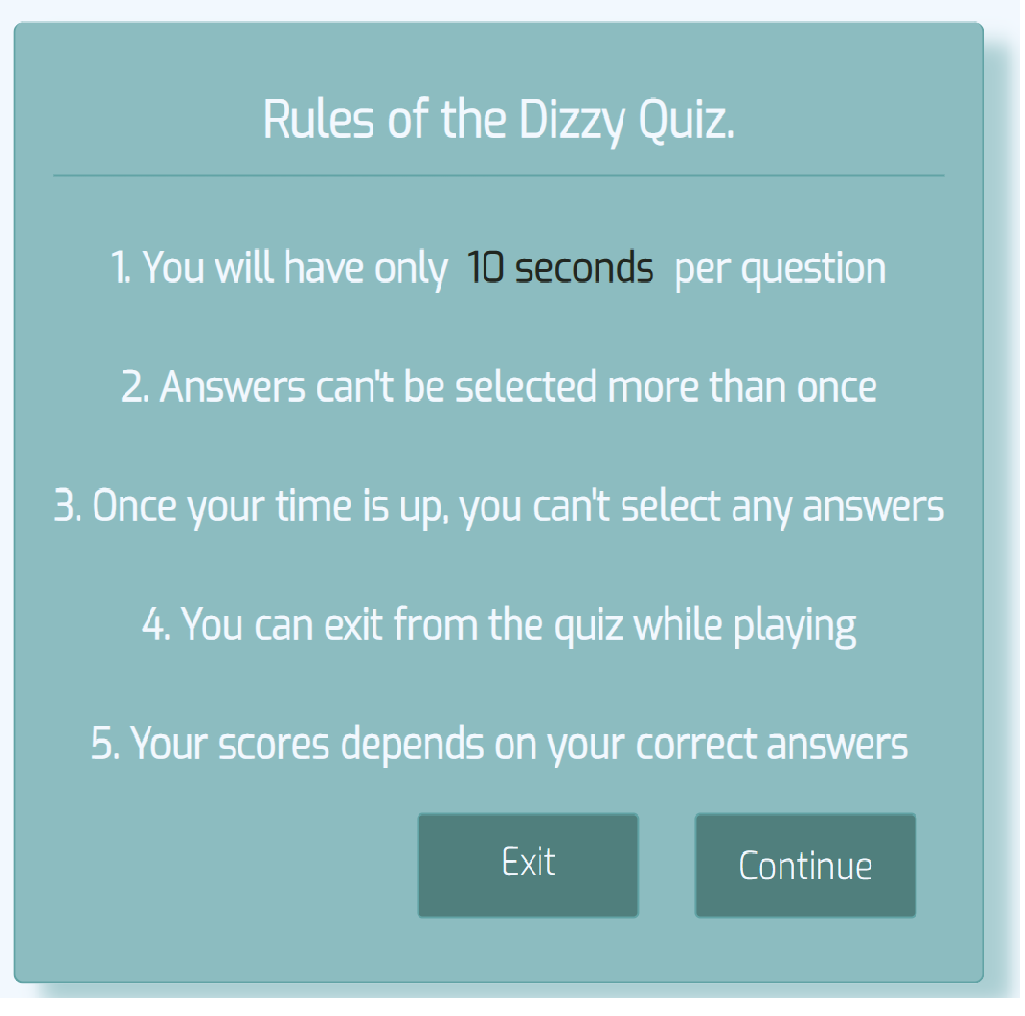 Rules of the Dizzy Quiz.
1. You will have only 10 seconds per question
2. Answers can't be selected more than once
3. Once your time is up, you can't select any answers
4. You can exit from the quiz while playing
5. Your scores depends on your correct answers
Exit
Continue